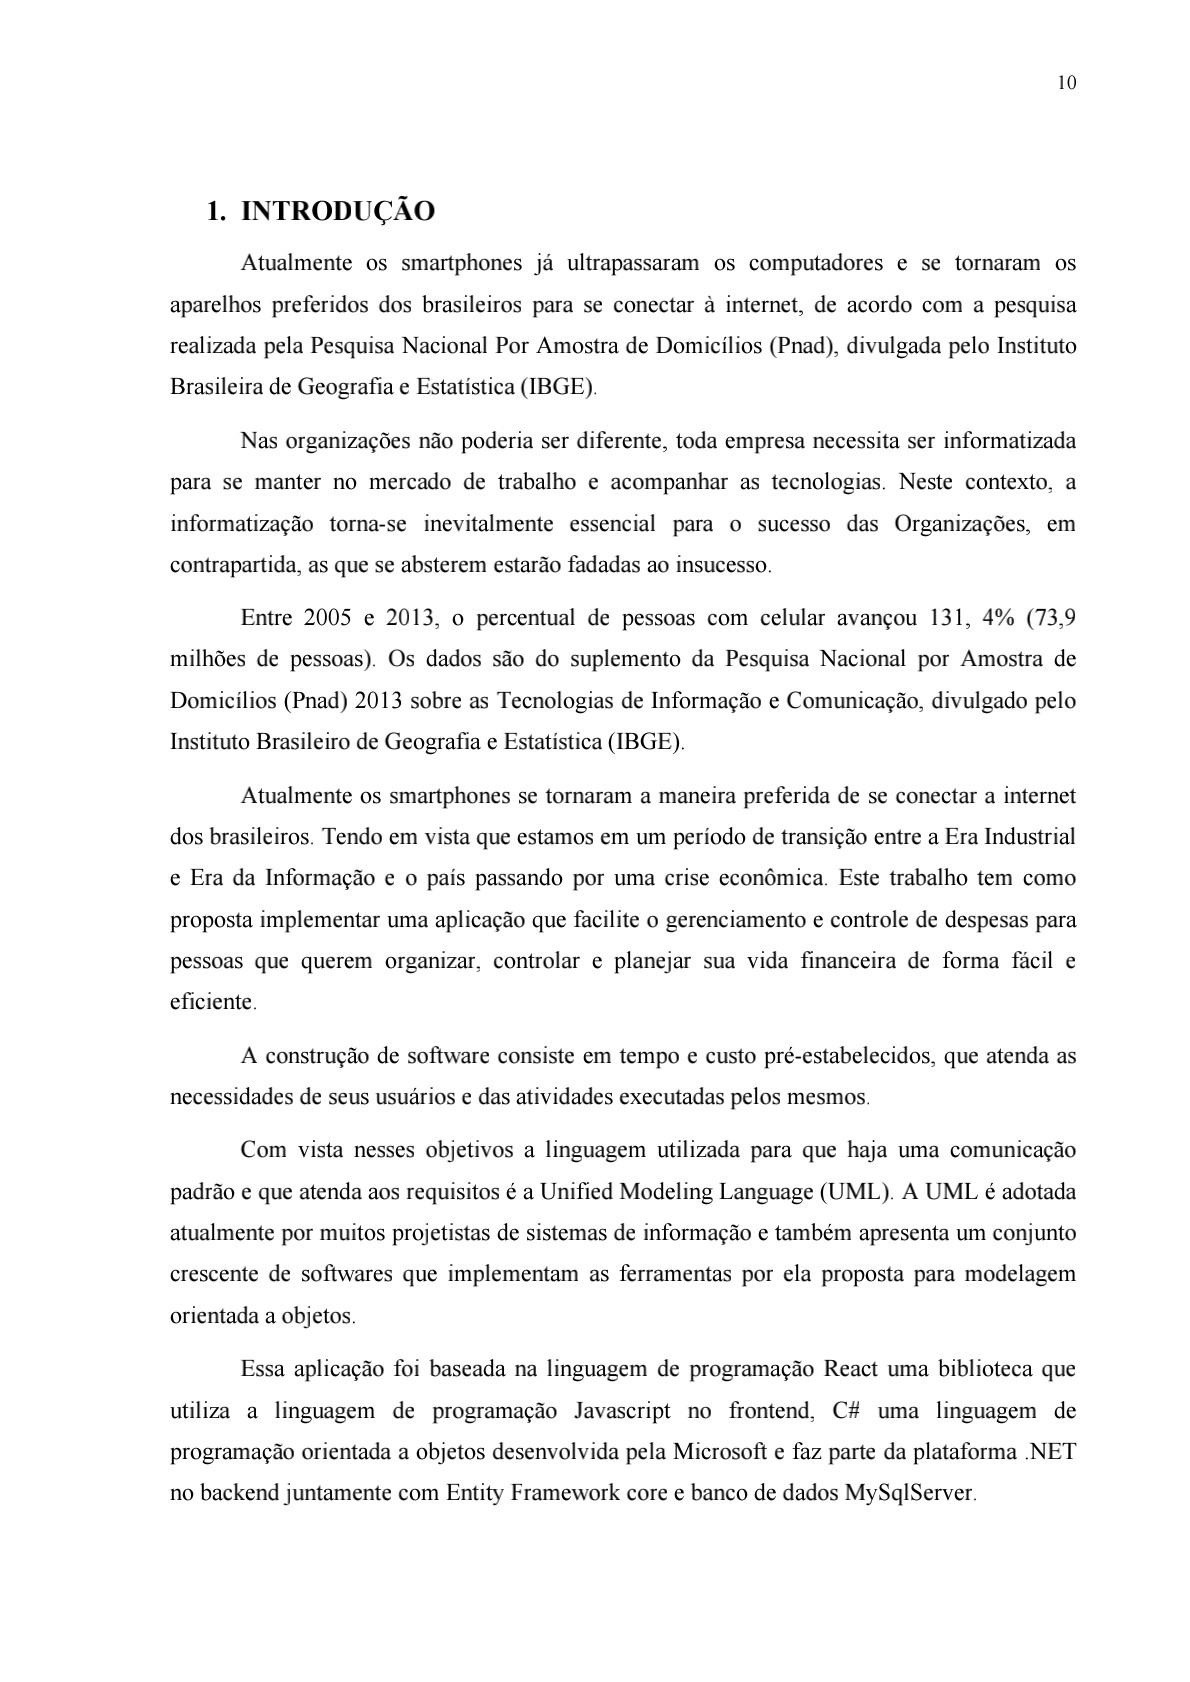 10
1. INTRODUÇÃO
Atualmente os smartphones já ultrapassaram os computadores e se tornaram os
aparelhos preferidos dos brasileiros para se conectar à internet, de acordo com a pesquisa
realizada pela Pesquisa Nacional Por Amostra de Domicílios (Pnad), divulgada pelo Instituto
Brasileira de Geografia e Estatística (IBGE).
Nas organizações não poderia ser diferente, toda empresa necessita ser informatizada
para se manter no mercado de trabalho e acompanhar as tecnologias. Neste contexto, a
informatização torna-se inevitalmente essencial para o sucesso das Organizações, em
contrapartida, as que se absterem estarão fadadas ao insucesso.
Entre 2005 e 2013, o percentual de pessoas com celular avançou 131, 4% (73,9
milhões de pessoas). Os dados são do suplemento da Pesquisa Nacional por Amostra de
Domicílios (Pnad) 2013 sobre as Tecnologias de Informação e Comunicação, divulgado pelo
Instituto Brasileiro de Geografia e Estatística (IBGE).
Atualmente os smartphones se tornaram a maneira preferida de se conectar a internet
dos brasileiros. Tendo em vista que estamos em um período de transição entre a Era Industrial
e Era da Informação e o país passando por uma crise econômica. Este trabalho tem como
proposta implementar uma aplicação que facilite o gerenciamento e controle de despesas para
pessoas que querem organizar, controlar e planejar sua vida financeira de forma fácil e
eficiente.
A construção de software consiste em tempo e custo pré-estabelecidos, que atenda as
necessidades de seus usuários e das atividades executadas pelos mesmos.
Com vista nesses objetivos a linguagem utilizada para que haja uma comunicação
padrão e que atenda aos requisitos é a Unified Modeling Language (UML). A UML é adotada
atualmente por muitos projetistas de sistemas de informação e também apresenta um conjunto
crescente de softwares que implementam as ferramentas por ela proposta para modelagem
orientada a objetos.
Essa aplicação foi baseada na linguagem de programação React uma biblioteca que
utiliza a linguagem de programação Javascript no frontend, C# uma linguagem de
programação orientada a objetos desenvolvida pela Microsoft e faz parte da plataforma .NET
no backend juntamente com Entity Framework core e banco de dados MySqlServer.